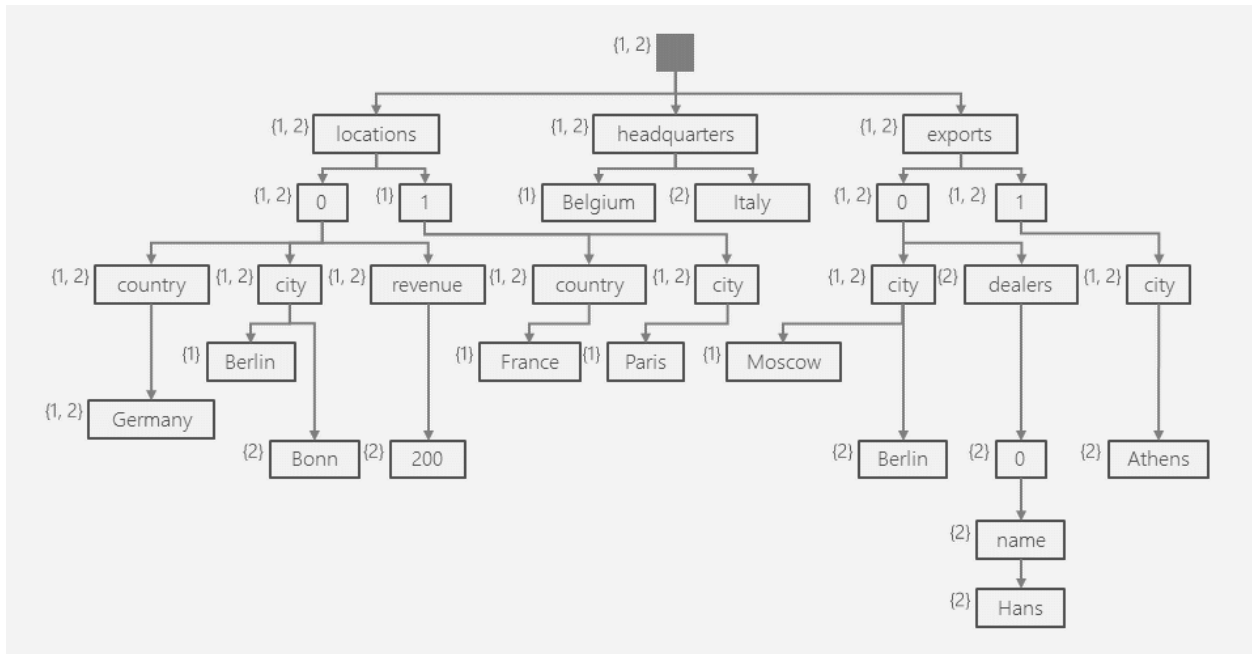 {1, 2}
{1, 2} locations {1, 2} headquarters {1, 2} exports
{1, 2} 0 {1} 1 {1} Belgium {2} Italy {1, 2} 0 {1, 2} 1
{1, 2} country {1, 2} city {1, 2} revenue {1, 2} country {1, 2} city {1, 2} city {2} dealers {1, 2} city
{1} Berlin {1} France {1} Paris {1} Moscow
{1, 2} Germany
{2} Bonn {2} 200 {2} Berlin {2} 0 {2} Athens
{2} name
{2} Hans